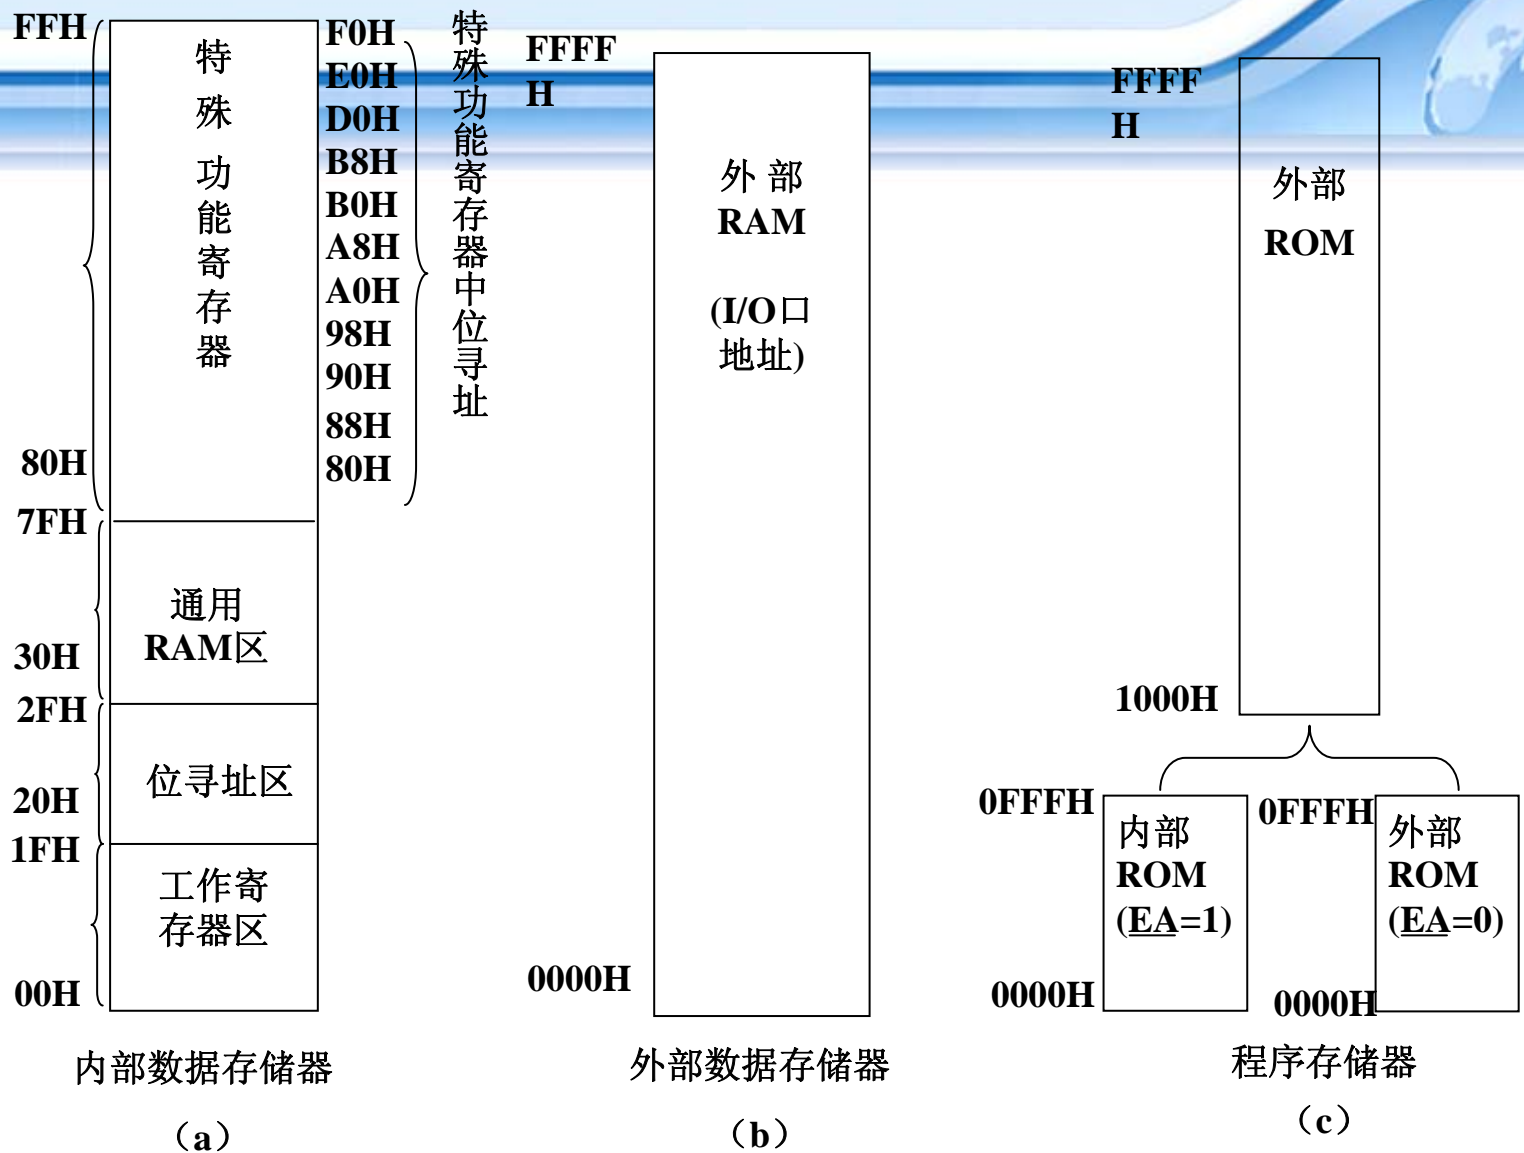 FFH
特
殊
功
能
寄
存
器
80H
7FH
通用
RAM区
30H
2FH
位寻址区
20H
1FH
工作寄
存器区
00H
F0H
E0H
D0H
B8H
B0H
A8H
A0H
98H
90H
88H
80H
特殊功能寄存器中位寻址
内部数据存储器
（a）
FFFF
H
外 部
RAM
(I/O口
地址)
0000H
外部数据存储器
（b）
FFFF
H
外部
ROM
1000H
0FFFH
内部
ROM
(EA=1)
0000H
0FFFH
外部
ROM
(EA=0)
0000H
程序存储器
（c）